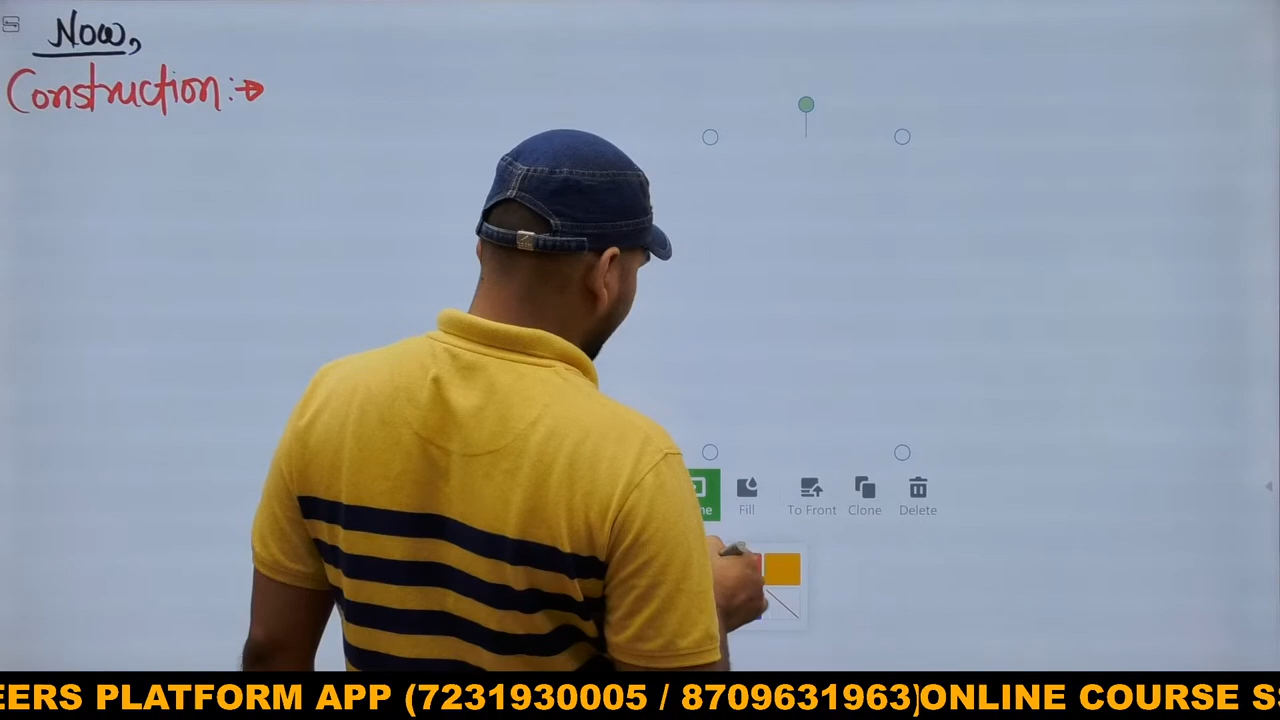 Now,
Construction:→
Fill
To Front
Clone
Delete
EERS PLATFORM APP (7231930005 / 8709631963)ONLINE COURSE